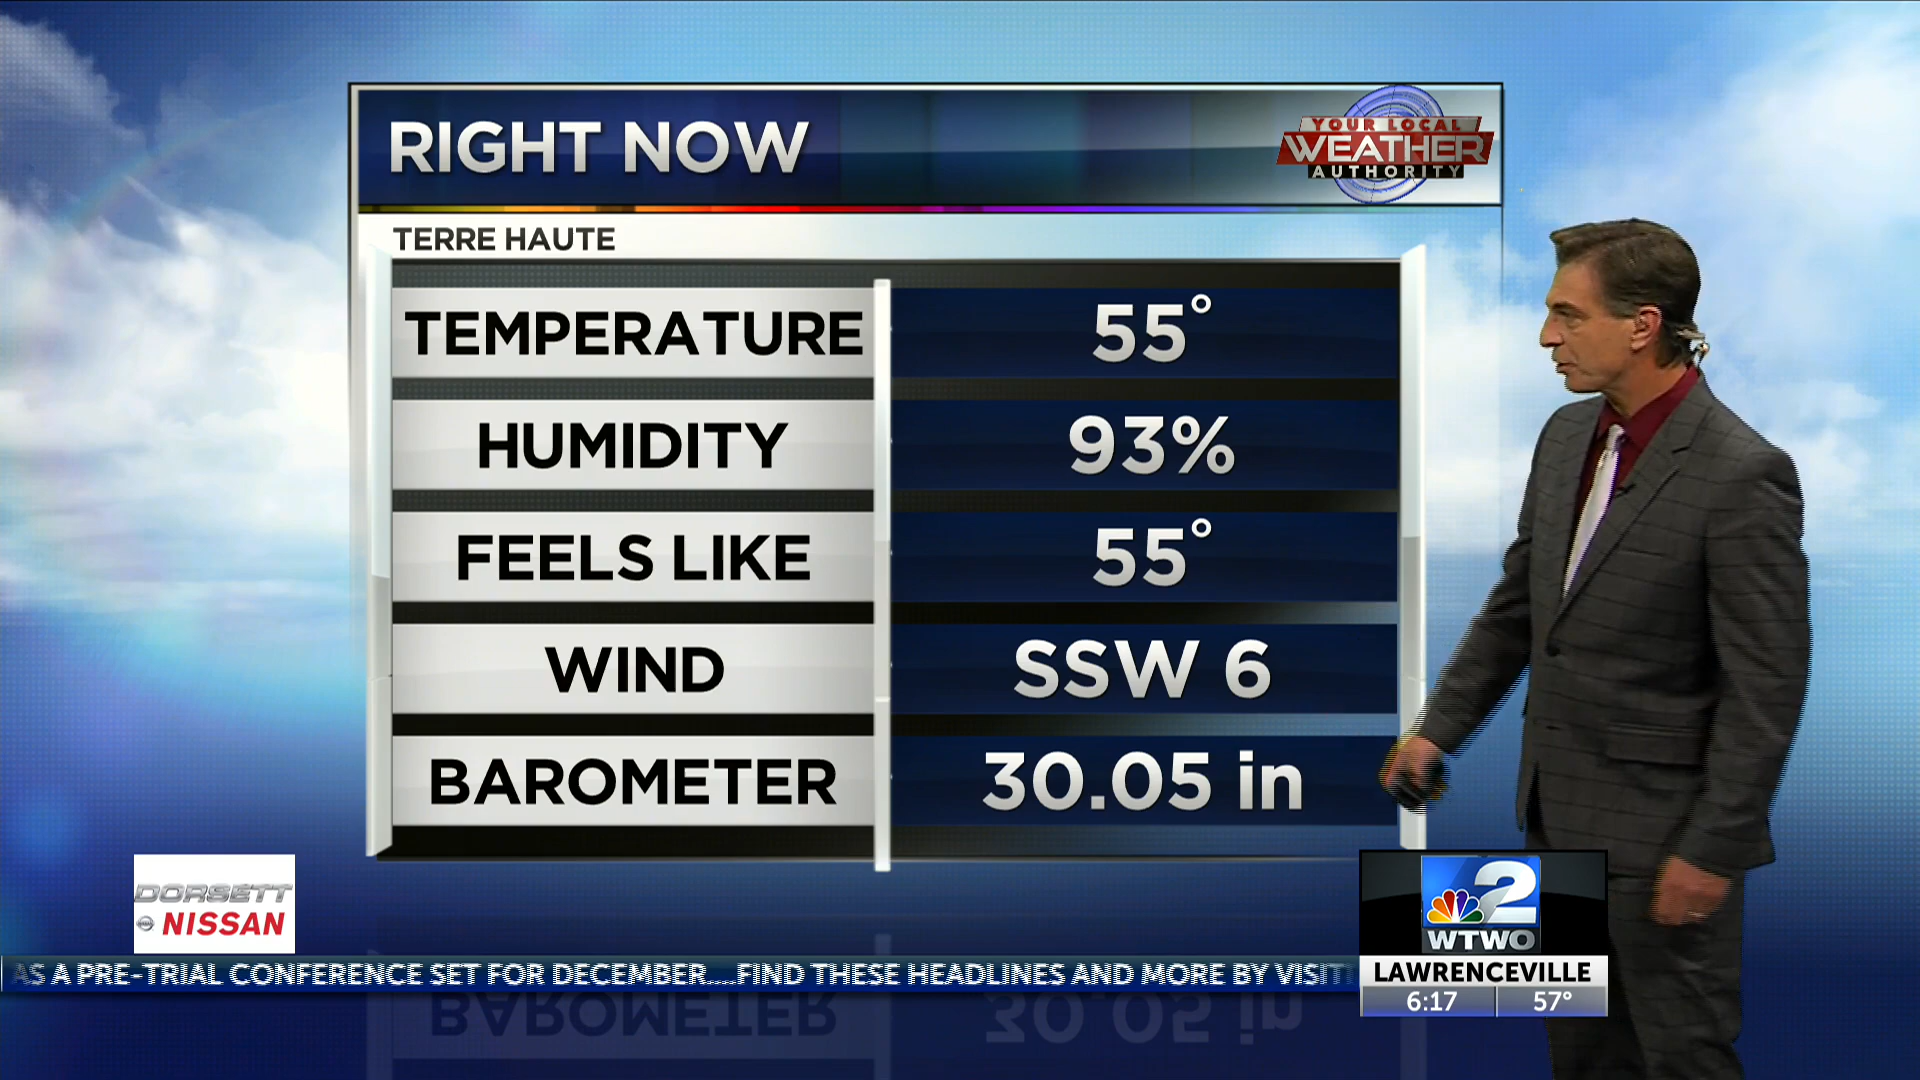 RIGHT NOW
YOUR LOCAL
WEATHER
AUTHORITY
TERRE HAUTE
TEMPERATURE 55°
HUMIDITY 93%
FEELS LIKE 55°
WIND SSW 6
BAROMETER 30.05 in
DORSETT
NISSAN
2
WTWO
AS A PRE-TRIAL CONFERENCE SET FOR DECEMBER....FIND THESE HEADLINES AND MORE BY VISITI
LAWRENCEVILLE
6:17 57°